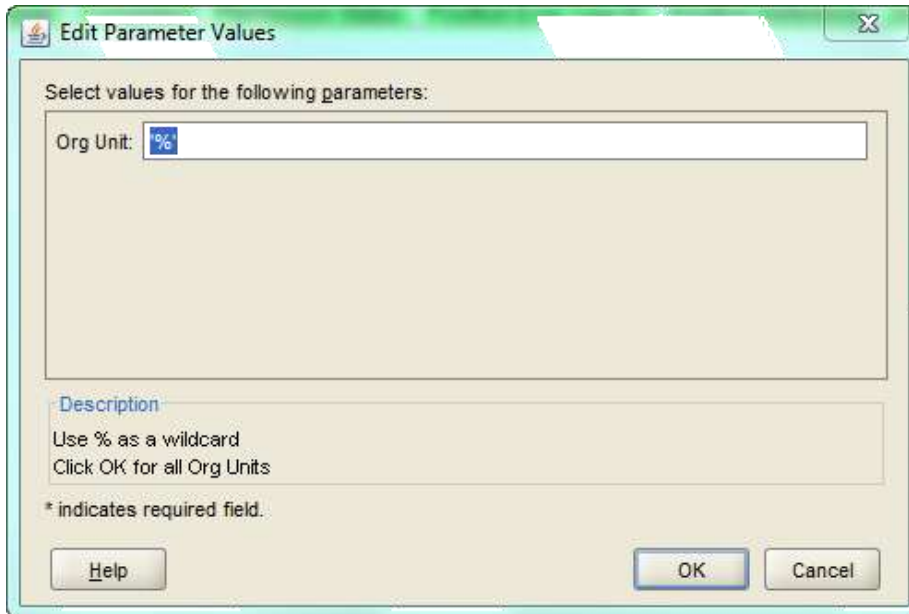 Edit Parameter Values
Select values for the following parameters:
Org Unit: '%'
Description
Use % as a wildcard
Click OK for all Org Units
* indicates required field.
Help OK Cancel